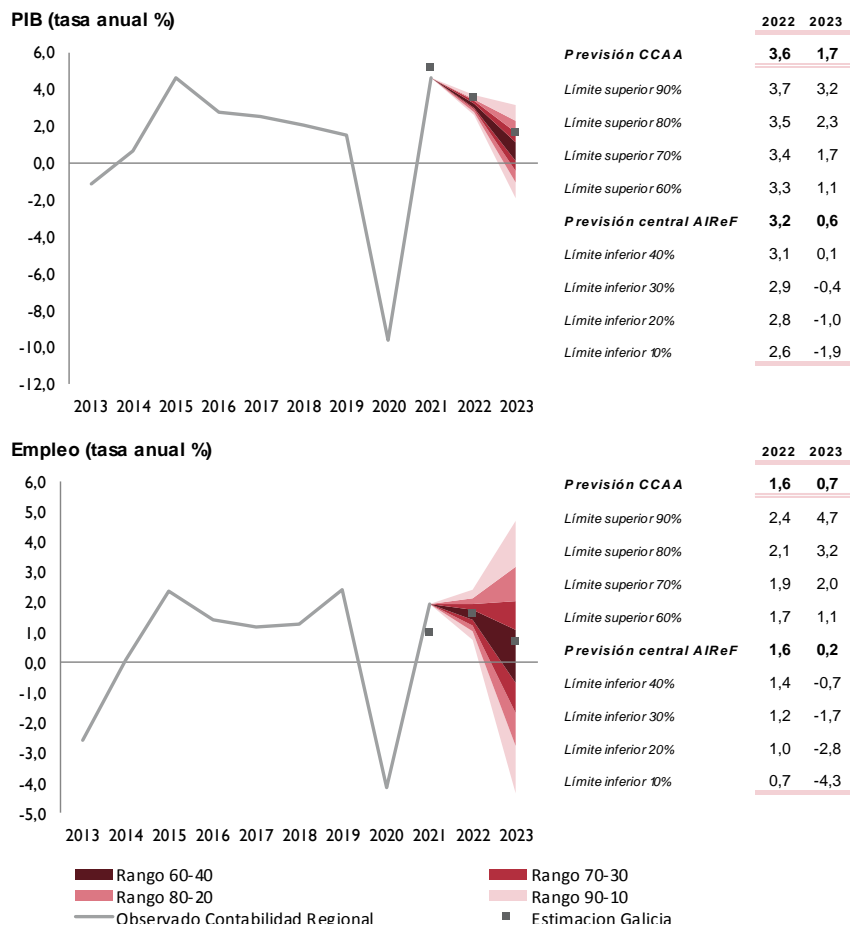 PIB (tasa anual %)
6,0
4,0
2,0
0,0
-2,0
-4,0
-6,0
-8,0
-10,0
-12,0
2013 2014 2015 2016 2017 2018 2019 2020 2021 2022 2023
2022 2023
Previsión CCAA 3,6 1,7
Límite superior 90% 3,7 3,2
Límite superior 80% 3,5 2,3
Límite superior 70% 3,4 1,7
Límite superior 60% 3,3 1,1
Previsión central AIReF 3,2 0,6
Límite inferior 40% 3,1 0,1
Límite inferior 30% 2,9 -0,4
Límite inferior 20% 2,8 -1,0
Límite inferior 10% 2,6 -1,9
Empleo (tasa anual %)
6,0
5,0
4,0
3,0
2,0
1,0
0,0
-1,0
-2,0
-3,0
-4,0
-5,0
2013 2014 2015 2016 2017 2018 2019 2020 2021 2022 2023
2022 2023
Previsión CCAA 1,6 0,7
Límite superior 90% 2,4 4,7
Límite superior 80% 2,1 3,2
Límite superior 70% 1,9 2,0
Límite superior 60% 1,7 1,1
Previsión central AIReF 1,6 0,2
Límite inferior 40% 1,4 -0,7
Límite inferior 30% 1,2 -1,7
Límite inferior 20% 1,0 -2,8
Límite inferior 10% 0,7 -4,3
Rango 60-40 Rango 70-30
Rango 80-20 Rango 90-10
Observado Contabilidad Regional Estimacion Galicia